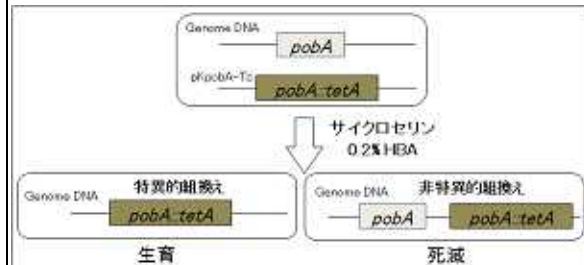 Genome DNA
pobA
pKpobA-Tc
pobA::tetA
サイクロセリン
0.2% HBA
特異的組換え
Genome DNA
pobA::tetA
生育
非特異的組換え
Genome DNA
pobA
pobA::tetA
死滅